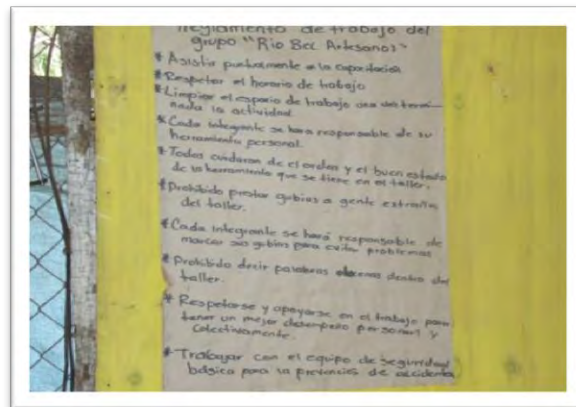 Reglamento de trabajo del
grupo "Rio Bec Artesanos"
* Asistir puntualmente a la capacitación
* Respetar el horario de trabajo
* Limpiar el espacio de trabajo una vez termi-
nada la actividad.
* Cada integrante se hará responsable de su
herramienta personal.
* Todos cuidaran de el orden y el buen estado
de la herramienta que se tiene en el taller.
* Prohibido prestar gubias a gente extraña
del taller.
* Cada integrante se hará responsable de
marcar sus gubias para evitar problemas
* Prohibido decir palabras obcenas dentro del
taller.
* Respetarse y apoyarse en el trabajo para
tener un mejor desempeño personal y
Colectivamente.
* Trabajar con el equipo de seguridad
básica para la prevención de accidente